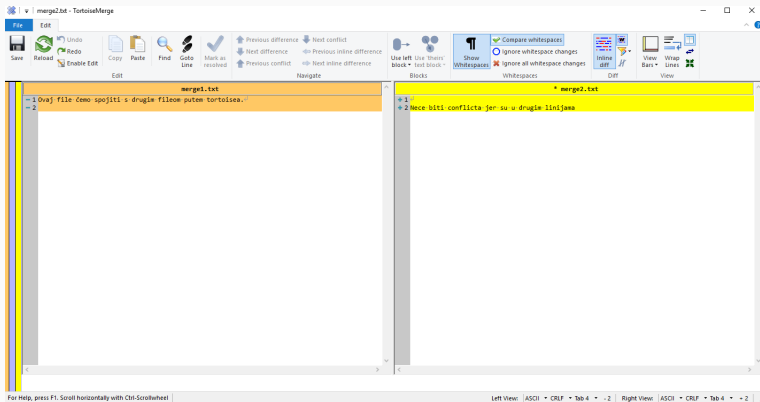 merge2.txt - TortoiseMerge
File Edit
Save
Reload
Undo
Redo
Enable Edit
Copy
Paste
Find
Goto Line
Mark as resolved
Edit
Previous difference
Next difference
Previous conflict
Next conflict
Previous inline difference
Next inline difference
Navigate
Use left block
Use 'theirs' text block
Blocks
Show Whitespaces
Compare whitespaces
Ignore whitespace changes
Ignore all whitespace changes
Whitespaces
Inline diff
Diff
View Bars
Wrap Lines
View
merge1.txt
1 Ovaj file ćemo spojiti s drugim fileom putem tortoisea.
2
* merge2.txt
1
2 Nece biti conflicta jer su u drugim linijama
For Help, press F1. Scroll horizontally with Ctrl-Scrollwheel
Left View: ASCII CRLF Tab 4 - 2
Right View: ASCII CRLF Tab 4 + 2